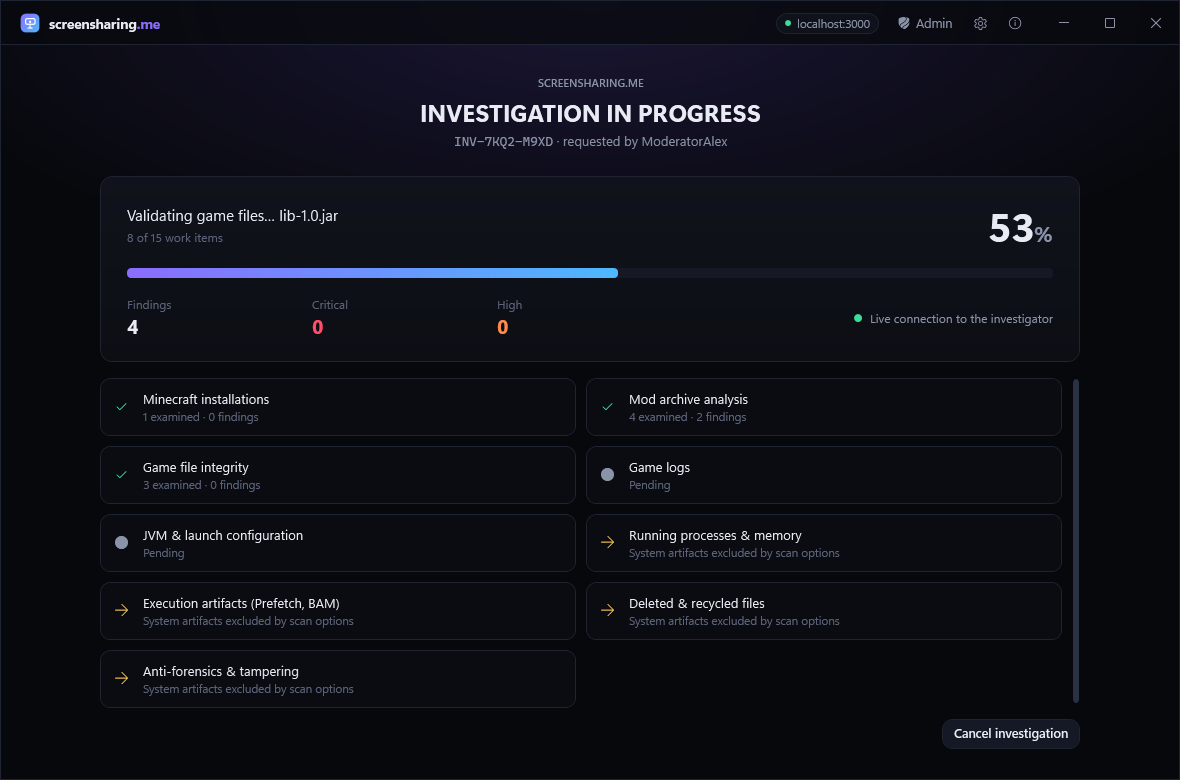 screensharing.me
localhost:3000
Admin
SCREENSHARING.ME
INVESTIGATION IN PROGRESS
INV-7KQ2-M9XD · requested by ModeratorAlex
Validating game files... lib-1.0.jar
8 of 15 work items
53%
Findings
4
Critical
0
High
0
Live connection to the investigator
Minecraft installations
1 examined · 0 findings
Mod archive analysis
4 examined · 2 findings
Game file integrity
3 examined · 0 findings
Game logs
Pending
JVM & launch configuration
Pending
Running processes & memory
System artifacts excluded by scan options
Execution artifacts (Prefetch, BAM)
System artifacts excluded by scan options
Deleted & recycled files
System artifacts excluded by scan options
Anti-forensics & tampering
System artifacts excluded by scan options
Cancel investigation